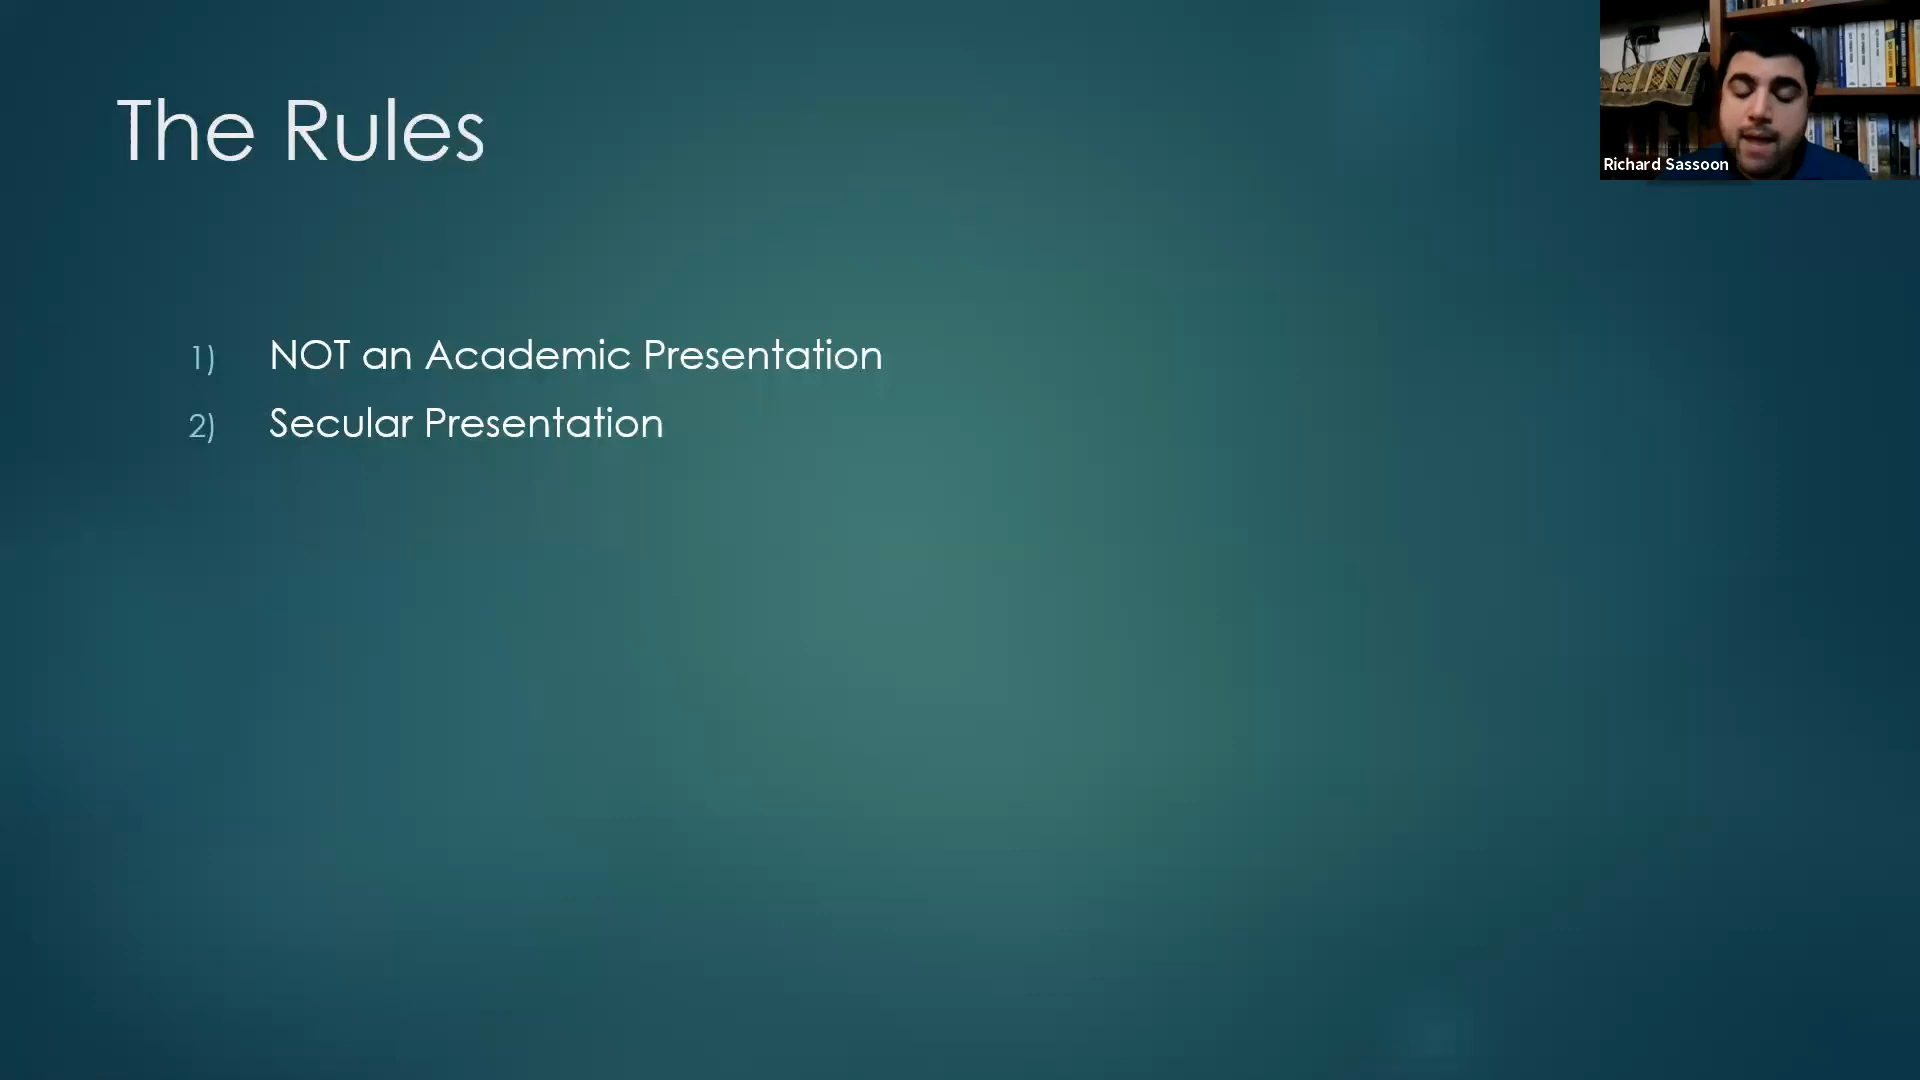 The Rules
1) NOT an Academic Presentation
2) Secular Presentation
Richard Sassoon